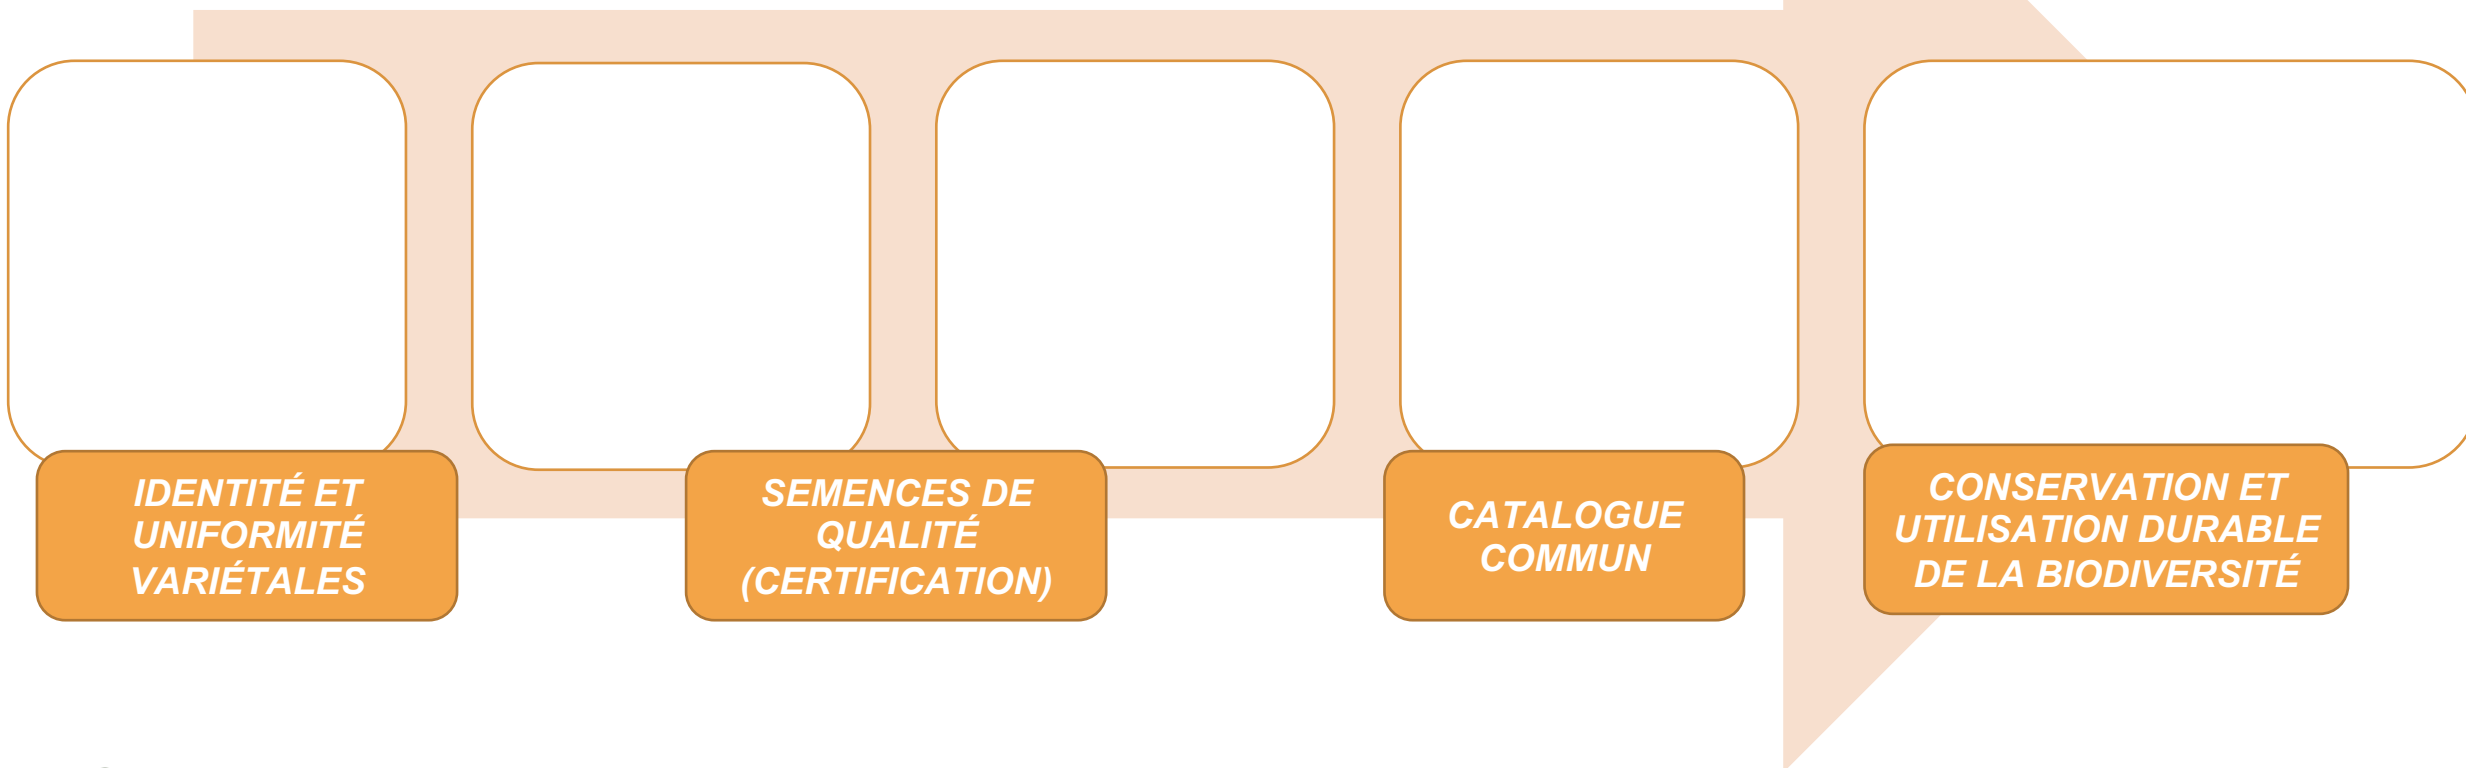 IDENTITÉ ET
UNIFORMITÉ
VARIÉTALES
SEMENCES DE
QUALITÉ
(CERTIFICATION)
CATALOGUE
COMMUN
CONSERVATION ET
UTILISATION DURABLE
DE LA BIODIVERSITÉ